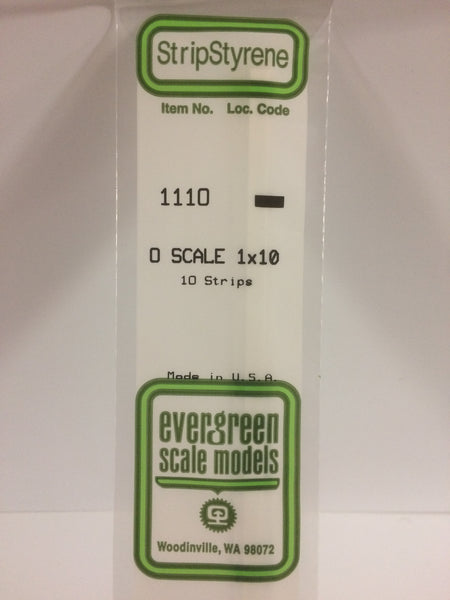 StripStyrene
Item No. Loc. Code
1110
O SCALE 1x10
10 Strips
Made in U.S.A.
evergreen
scale models
Woodinville, WA 98072